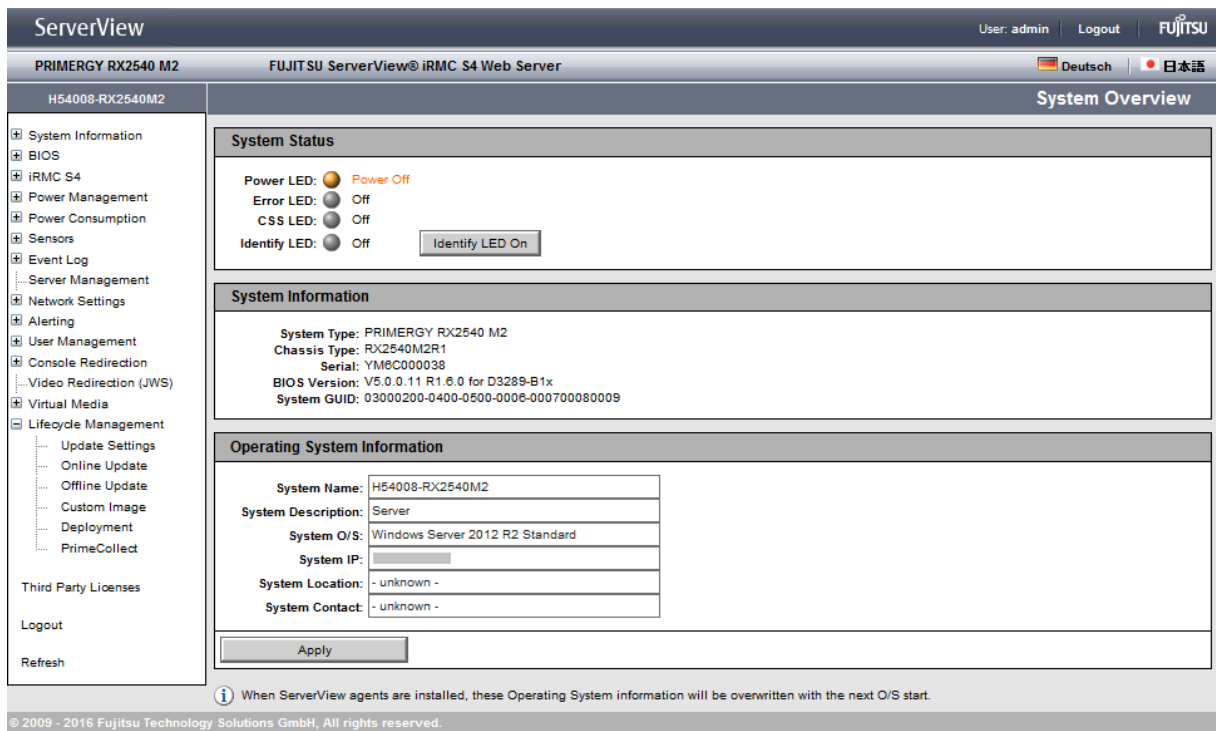 ServerView
User: admin Logout FUJITSU
PRIMERGY RX2540 M2 FUJITSU ServerView® iRMC S4 Web Server Deutsch 日本語
H54008-RX2540M2 System Overview
System Information
BIOS
iRMC S4
Power Management
Power Consumption
Sensors
Event Log
Server Management
Network Settings
Alerting
User Management
Console Redirection
Video Redirection (JWS)
Virtual Media
Lifecycle Management
Update Settings
Online Update
Offline Update
Custom Image
Deployment
PrimeCollect
Third Party Licenses
Logout
Refresh
System Status
Power LED: Power Off
Error LED: Off
CSS LED: Off
Identify LED: Off Identify LED On
System Information
System Type: PRIMERGY RX2540 M2
Chassis Type: RX2540M2R1
Serial: YM6C000038
BIOS Version: V5.0.0.11 R1.6.0 for D3289-B1x
System GUID: 03000200-0400-0500-0006-000700080009
Operating System Information
System Name: H54008-RX2540M2
System Description: Server
System O/S: Windows Server 2012 R2 Standard
System IP:
System Location: - unknown -
System Contact: - unknown -
Apply
When ServerView agents are installed, these Operating System information will be overwritten with the next O/S start.
© 2009 - 2016 Fujitsu Technology Solutions GmbH, All rights reserved.